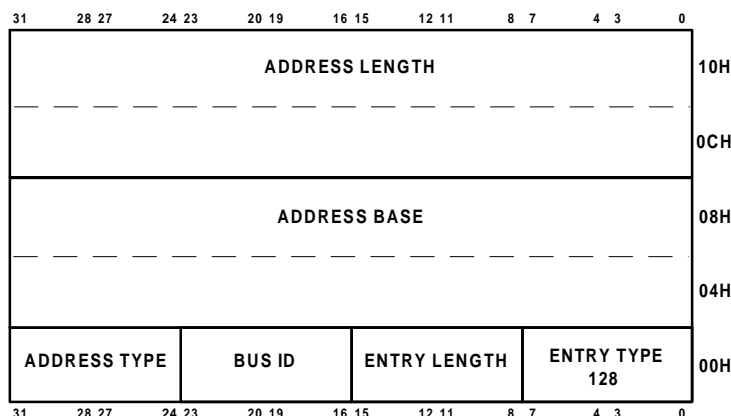 31 28 27 24 23 20 19 16 15 12 11 8 7 4 3 0
ADDRESS LENGTH 10H
0CH
ADDRESS BASE 08H
04H
ADDRESS TYPE BUS ID ENTRY LENGTH ENTRY TYPE 00H
128
31 28 27 24 23 20 19 16 15 12 11 8 7 4 3 0